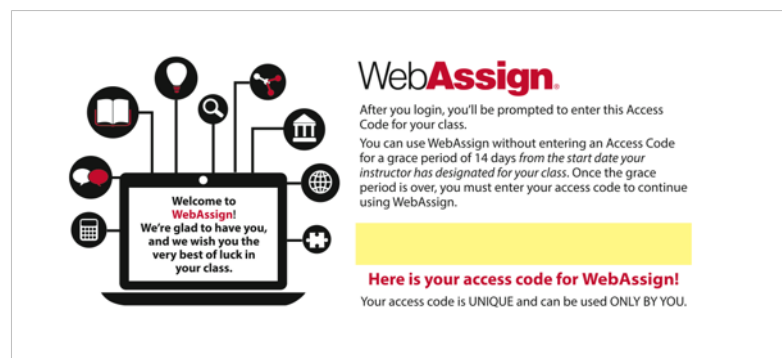 Welcome to
WebAssign!
We're glad to have you,
and we wish you the
very best of luck in
your class.
WebAssign.
After you login, you'll be prompted to enter this Access
Code for your class.
You can use WebAssign without entering an Access Code
for a grace period of 14 days from the start date your
instructor has designated for your class. Once the grace
period is over, you must enter your access code to continue
using WebAssign.
Here is your access code for WebAssign!
Your access code is UNIQUE and can be used ONLY BY YOU.